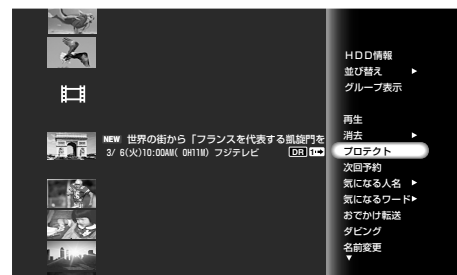 NEW 世界の街から「フランスを代表する凱旋門を
3/ 6(火)10:00AM( 0H11M) フジテレビ DR 1
HDD情報
並び替え
グループ表示
再生
消去
プロテクト
次回予約
気になる人名
気になるワード
おでかけ転送
ダビング
名前変更